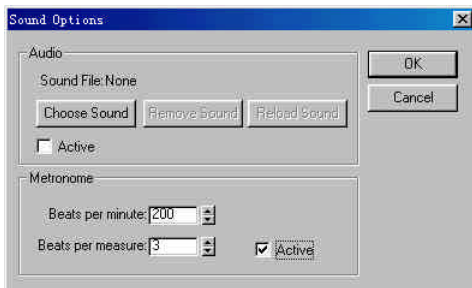 Sound Options
Audio
OK
Sound File: None
Cancel
Choose Sound Remove Sound Reload Sound
Active
Metronome
Beats per minute: 200
Beats per measure: 3
Active